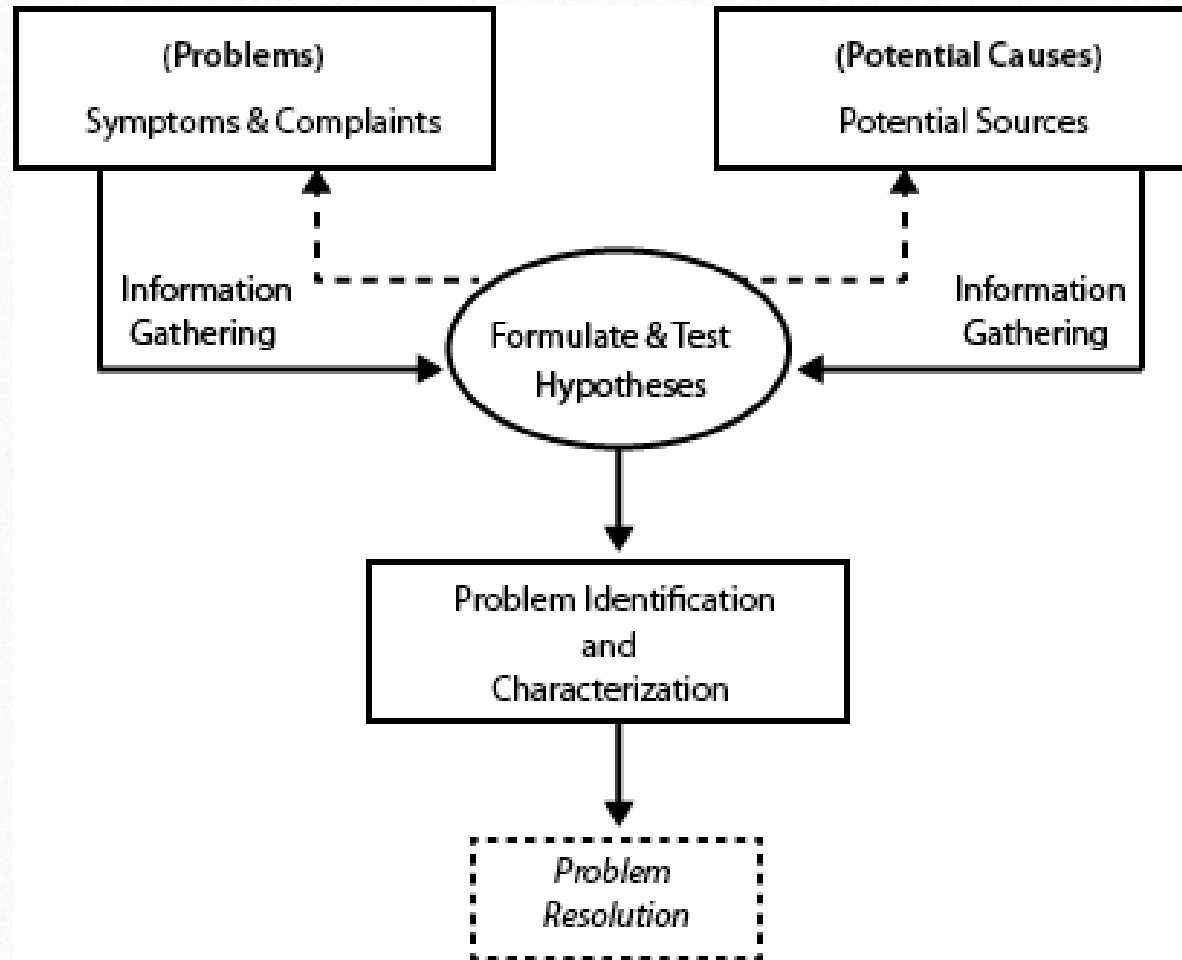 (Problems)
Symptoms & Complaints
(Potential Causes)
Potential Sources
Information
Gathering
Information
Gathering
Formulate & Test
Hypotheses
Problem Identification
and
Characterization
Problem
Resolution